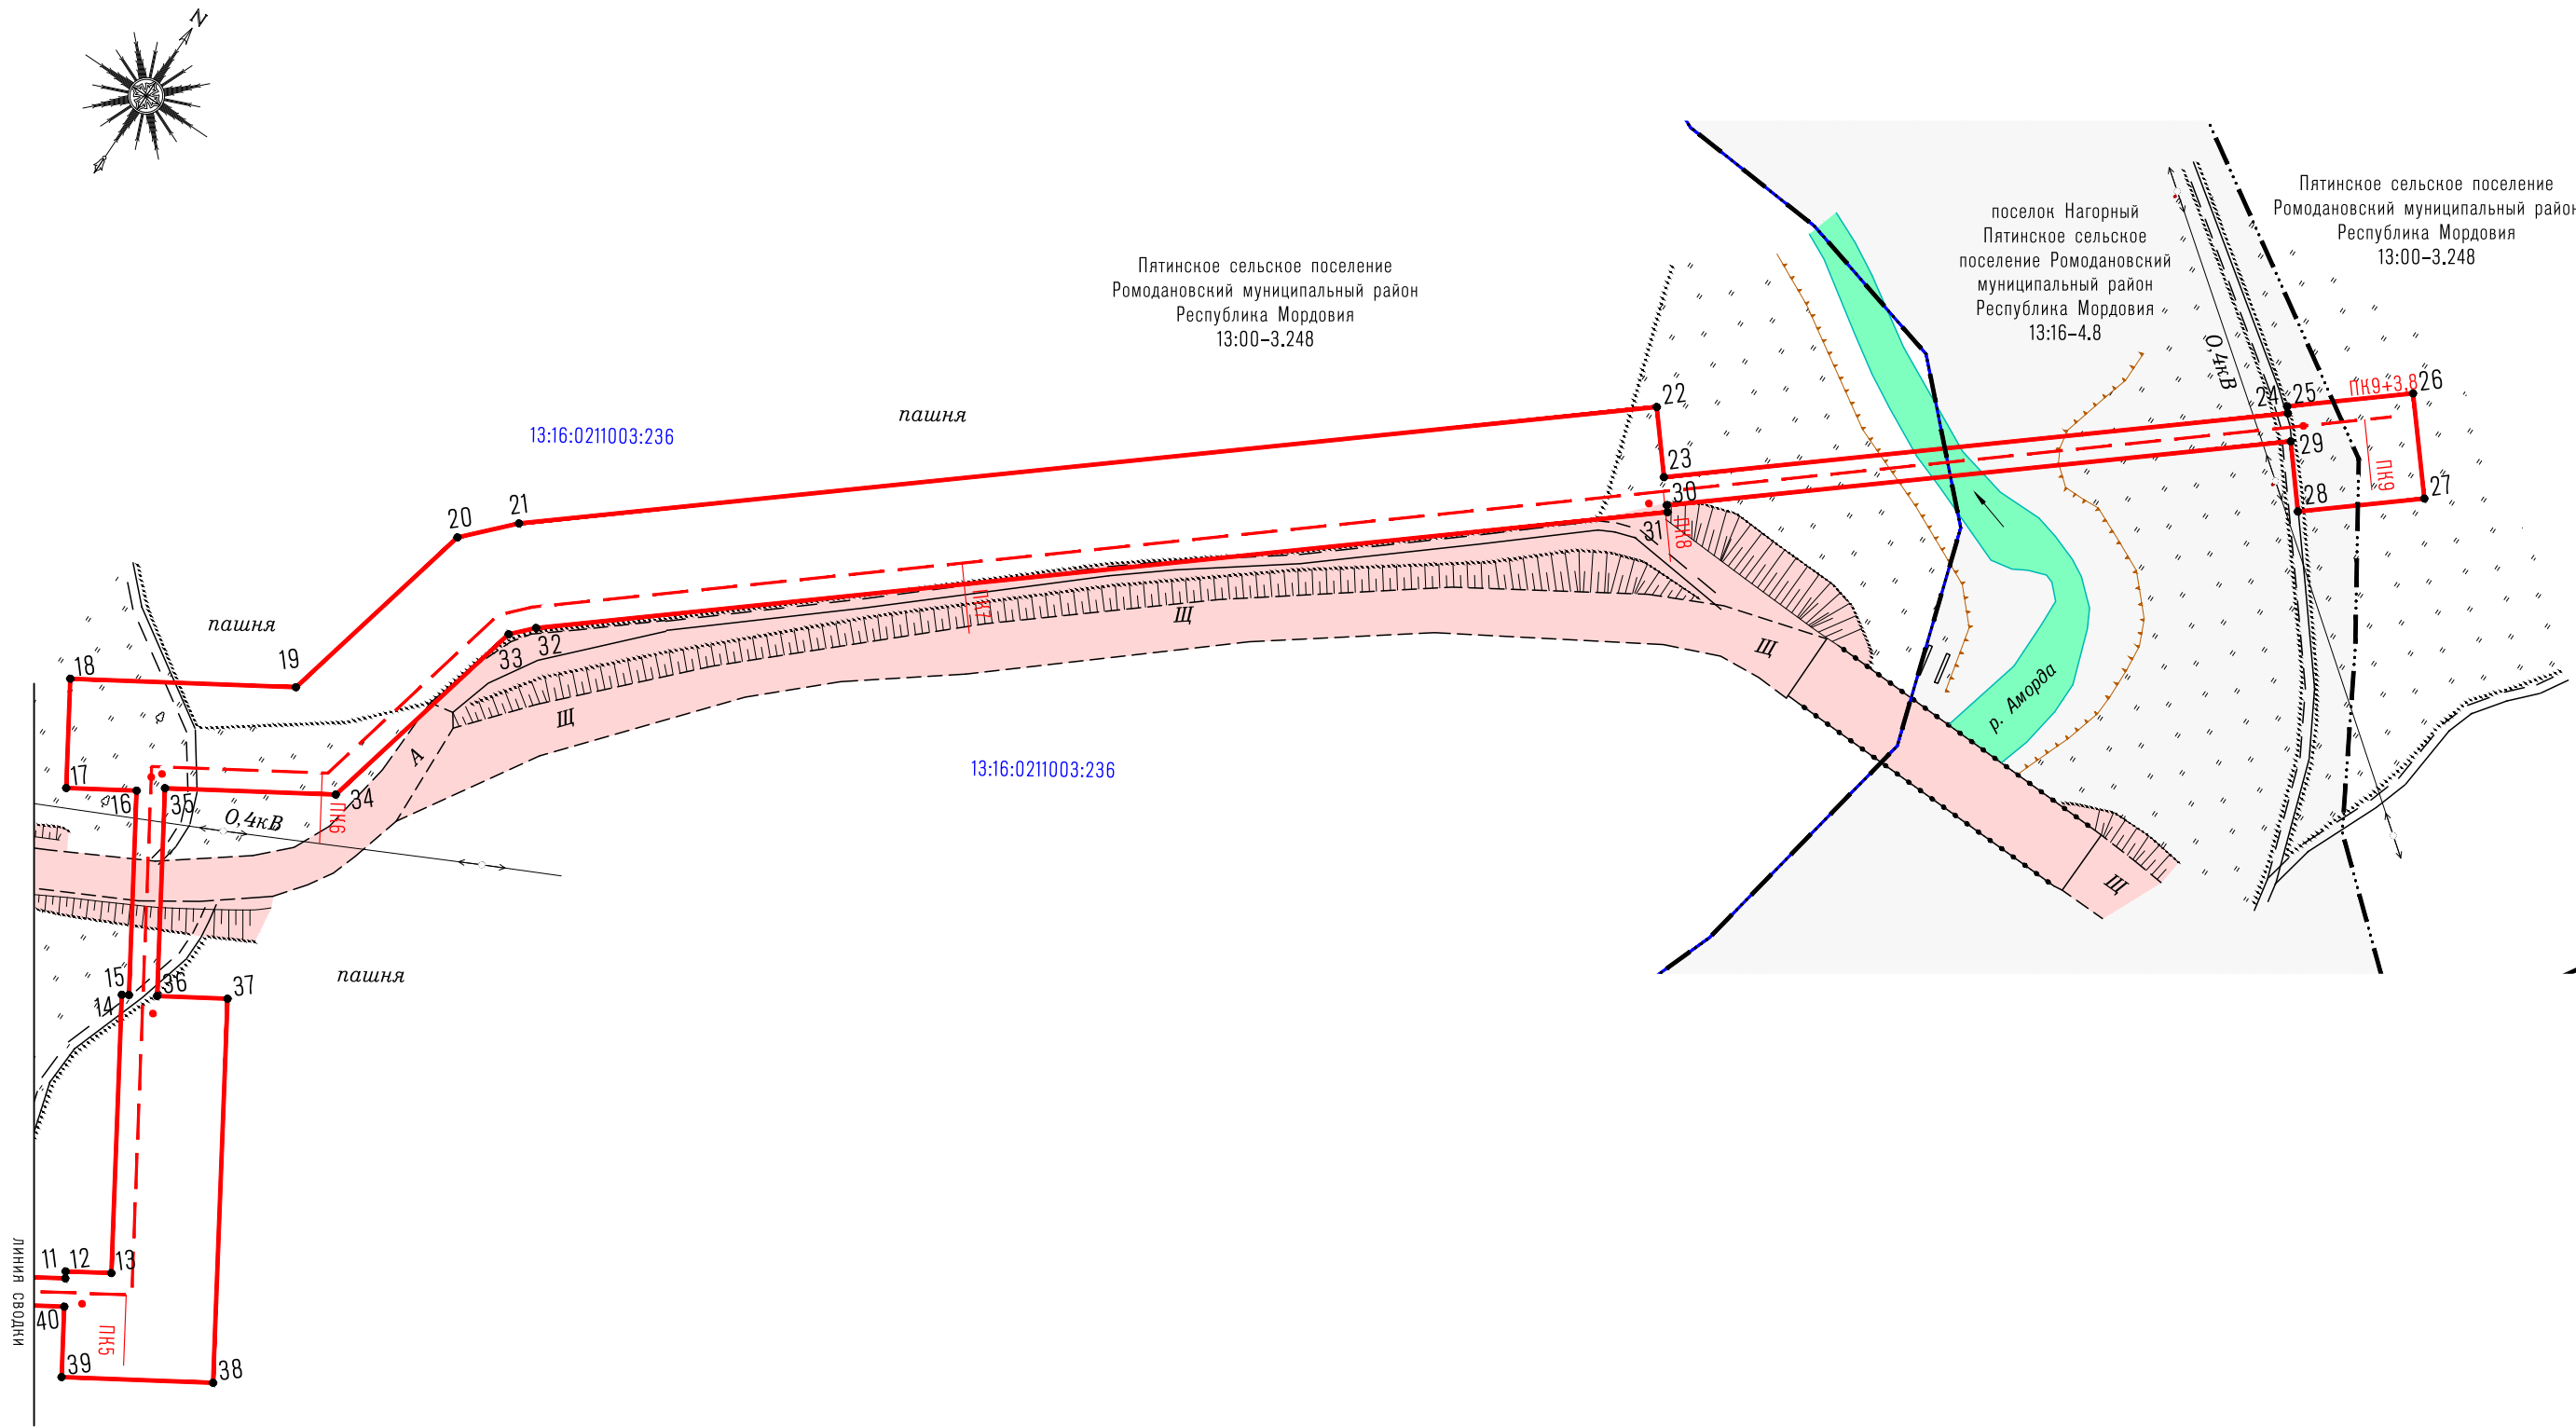 N
Пятинское сельское поселение
Ромодановский муниципальный район
Республика Мордовия
13:00-3.248
поселок Нагорный
Пятинское сельское
поселение Ромодановский
муниципальный район
Республика Мордовия
13:16-4.8
Пятинское сельское поселение
Ромодановский муниципальный район
Республика Мордовия
13:00-3.248
0,4кВ
24
25
ПК9+3,8
26
22
пашня
13:16:0211003:236
29
23
ПК9
27
28
30
31
ПК8
21
20
пашня
ПК7
Щ
33
32
19
18
Щ
Щ
А
р. Аморда
13:16:0211003:236
17
16
35
34
0,4кВ
ПК6
Щ
пашня
15
14
36
37
11
12
13
линия сводки
40
ПК5
39
38